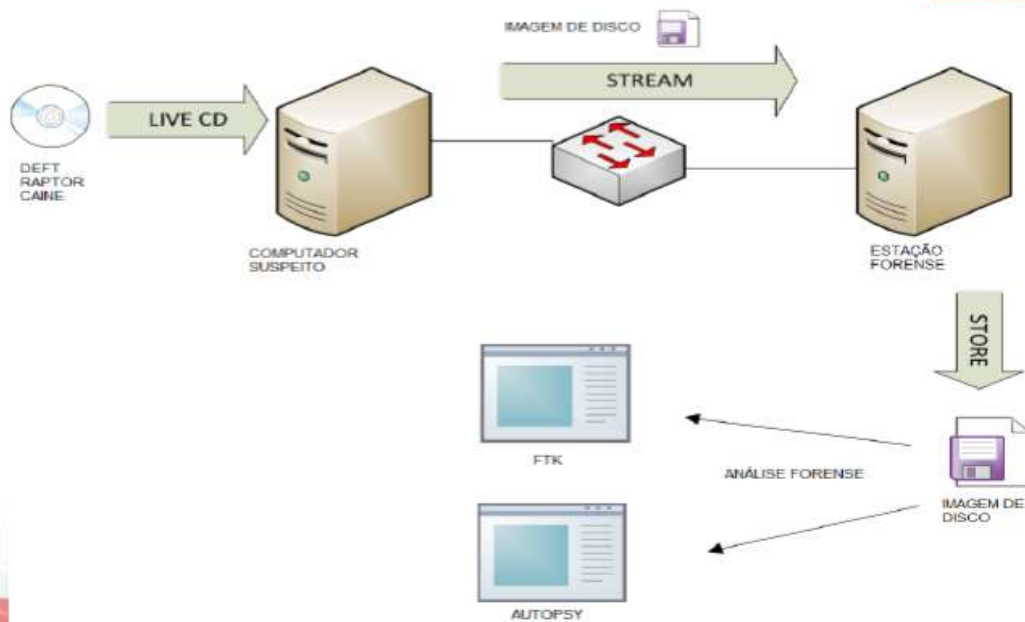 IMAGEM DE DISCO
STREAM
LIVE CD
DEFT
RAPTOR
CAINE
COMPUTADOR
SUSPEITO
ESTAÇÃO
FORENSE
STORE
FTK
ANÁLISE FORENSE
IMAGEM DE
DISCO
AUTOPSY